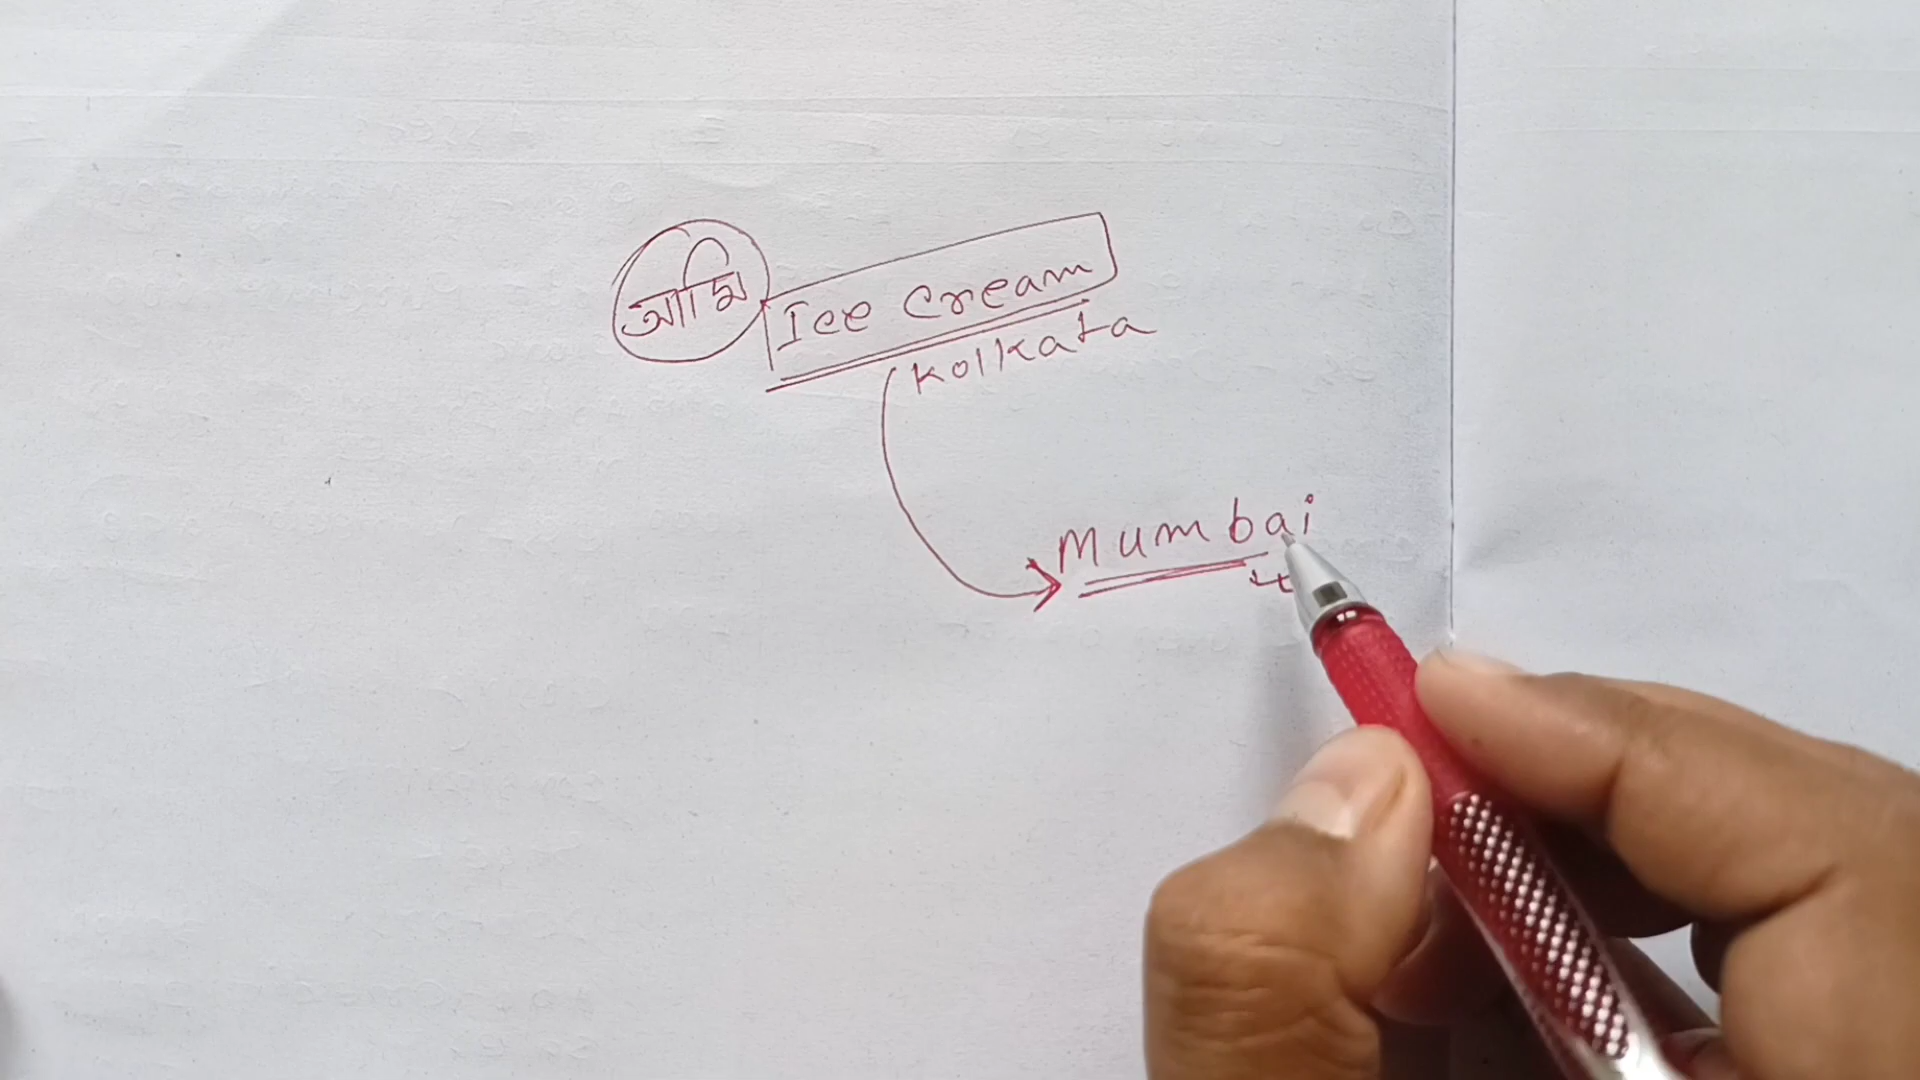 আমি Ice Cream
Kolkata
Mumbai